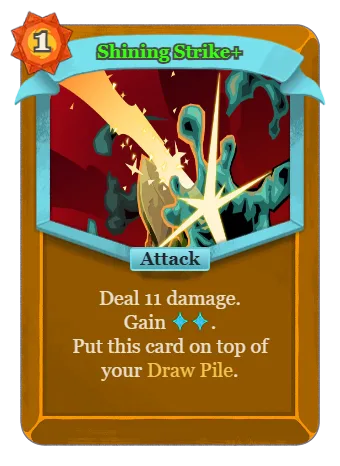 1
Shining Strike+
Attack
Deal 11 damage.
Gain ✦✦.
Put this card on top of
your Draw Pile.